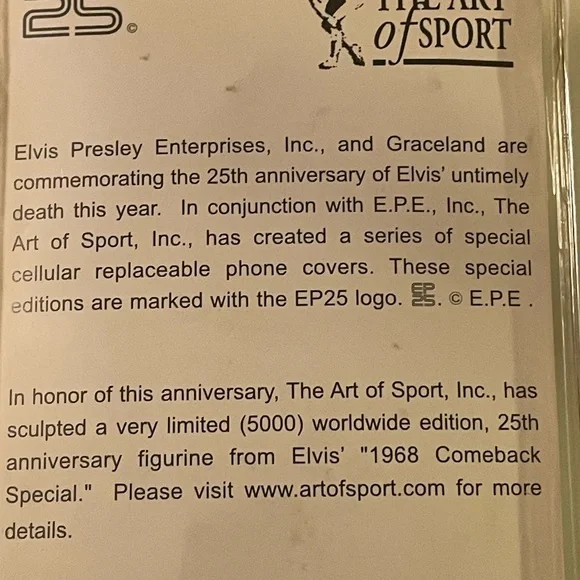 25 ©
THE ART
of SPORT
Elvis Presley Enterprises, Inc., and Graceland are
commemorating the 25th anniversary of Elvis' untimely
death this year. In conjunction with E.P.E., Inc., The
Art of Sport, Inc., has created a series of special
cellular replaceable phone covers. These special
editions are marked with the EP25 logo. EP25. © E.P.E .
In honor of this anniversary, The Art of Sport, Inc., has
sculpted a very limited (5000) worldwide edition, 25th
anniversary figurine from Elvis' "1968 Comeback
Special." Please visit www.artofsport.com for more
details.